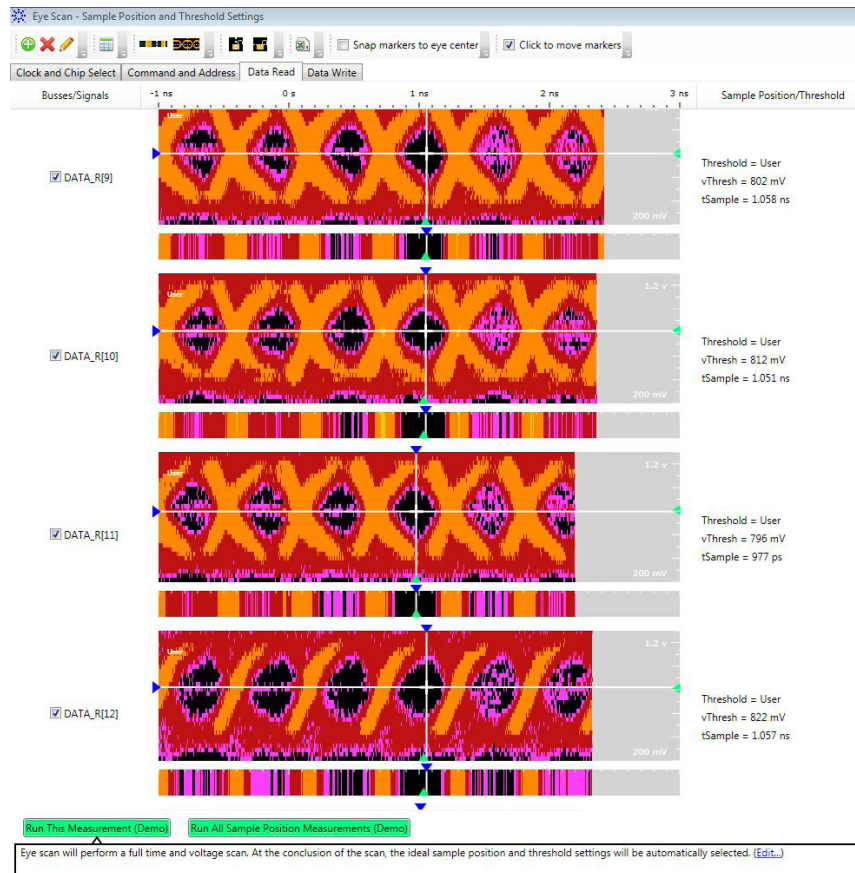 Eye Scan - Sample Position and Threshold Settings
Snap markers to eye center
Click to move markers
Clock and Chip Select
Command and Address
Data Read
Data Write
Busses/Signals
-1 ns
0 s
1 ns
2 ns
3 ns
Sample Position/Threshold
User
DATA_R[9]
200 mV
Threshold = User
vThresh = 802 mV
tSample = 1.058 ns
User
1.2 v
DATA_R[10]
200 mV
Threshold = User
vThresh = 812 mV
tSample = 1.051 ns
User
1.2 v
DATA_R[11]
200 mV
Threshold = User
vThresh = 796 mV
tSample = 977 ps
User
1.2 v
DATA_R[12]
200 mV
Threshold = User
vThresh = 822 mV
tSample = 1.057 ns
Run This Measurement (Demo)
Run All Sample Position Measurements (Demo)
Eye scan will perform a full time and voltage scan. At the conclusion of the scan, the ideal sample position and threshold settings will be automatically selected. (Edit...)